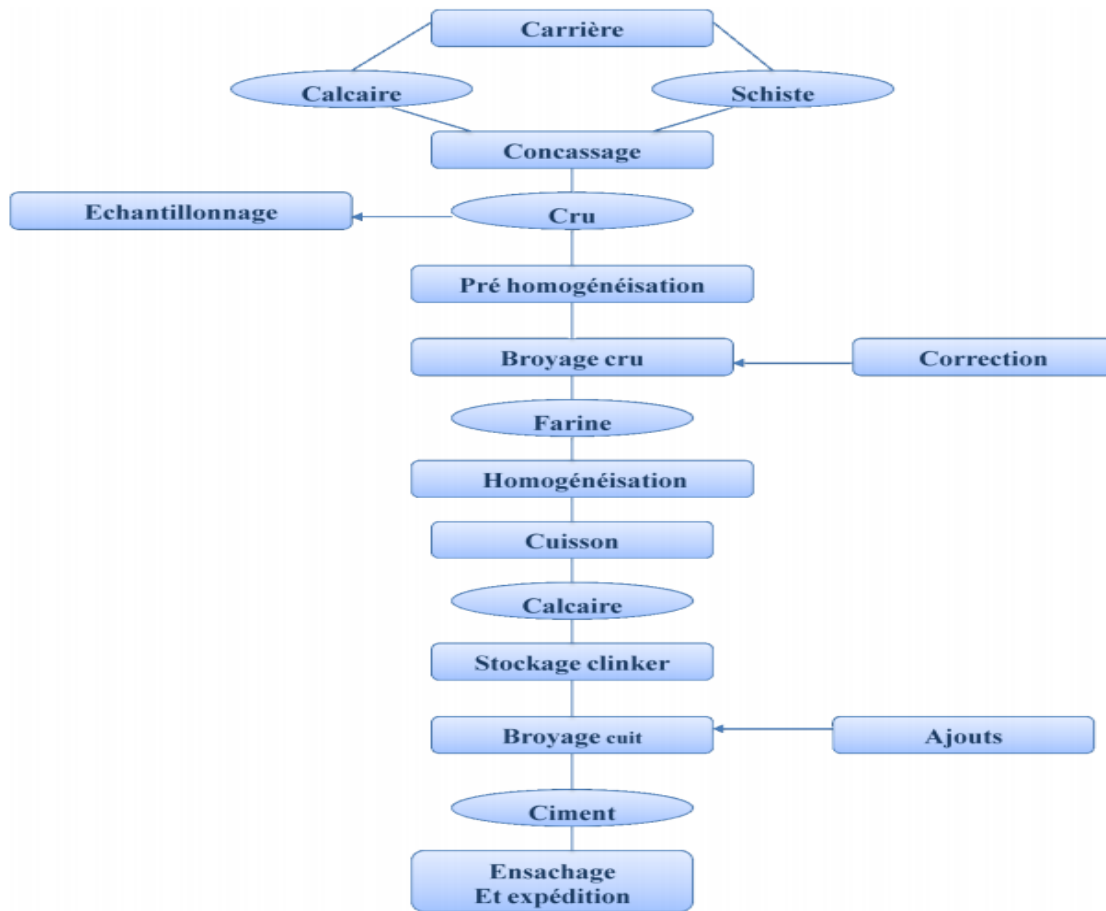 Carrière
Calcaire
Schiste
Concassage
Echantillonnage
Cru
Pré homogénéisation
Broyage cru
Correction
Farine
Homogénéisation
Cuisson
Calcaire
Stockage clinker
Broyage cuit
Ajouts
Ciment
Ensachage
Et expédition